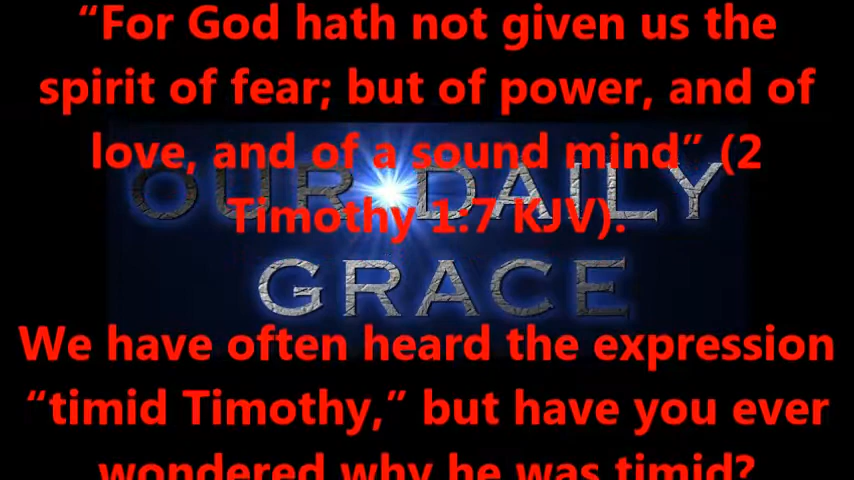 “For God hath not given us the
spirit of fear; but of power, and of
love, and of a sound mind” (2
OUR DAILY
Timothy 1:7 KJV).
GRACE
We have often heard the expression
“timid Timothy,” but have you ever
wondered why he was timid?